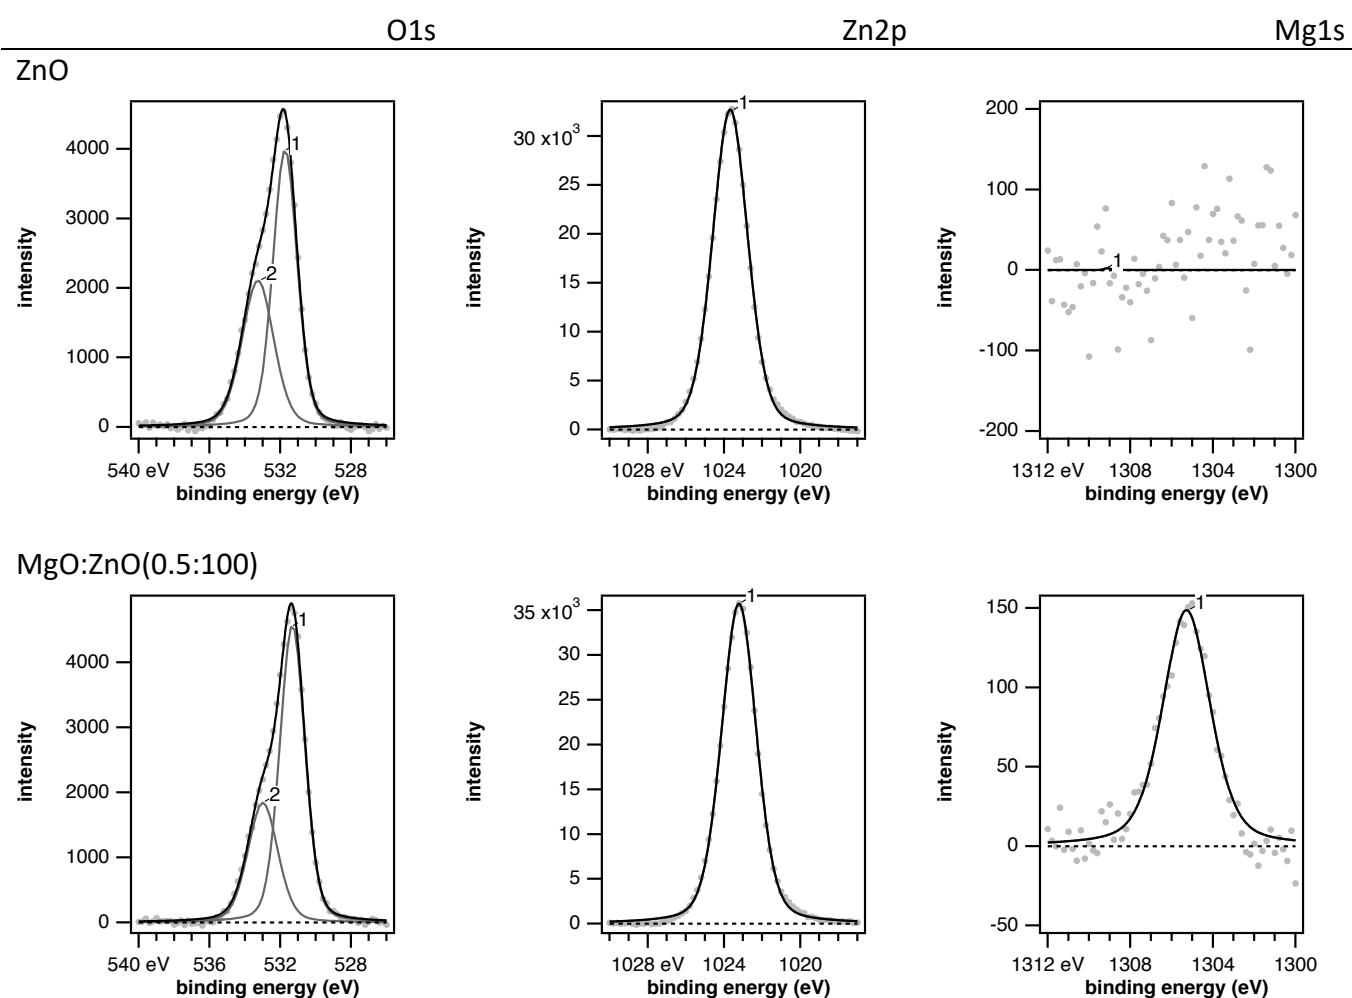 O1s Zn2p Mg1s
ZnO
4000
3000
2000
1000
0
intensity
1
2
540 eV 536 532 528
binding energy (eV)
30 x10³
25
20
15
10
5
0
intensity
1
1028 eV 1024 1020
binding energy (eV)
200
100
0
-100
-200
intensity
1
1312 eV 1308 1304 1300
binding energy (eV)
MgO:ZnO(0.5:100)
4000
3000
2000
1000
0
intensity
1
2
540 eV 536 532 528
binding energy (eV)
35 x10³
30
25
20
15
10
5
0
intensity
1
1028 eV 1024 1020
binding energy (eV)
150
100
50
0
-50
intensity
1
1312 eV 1308 1304 1300
binding energy (eV)